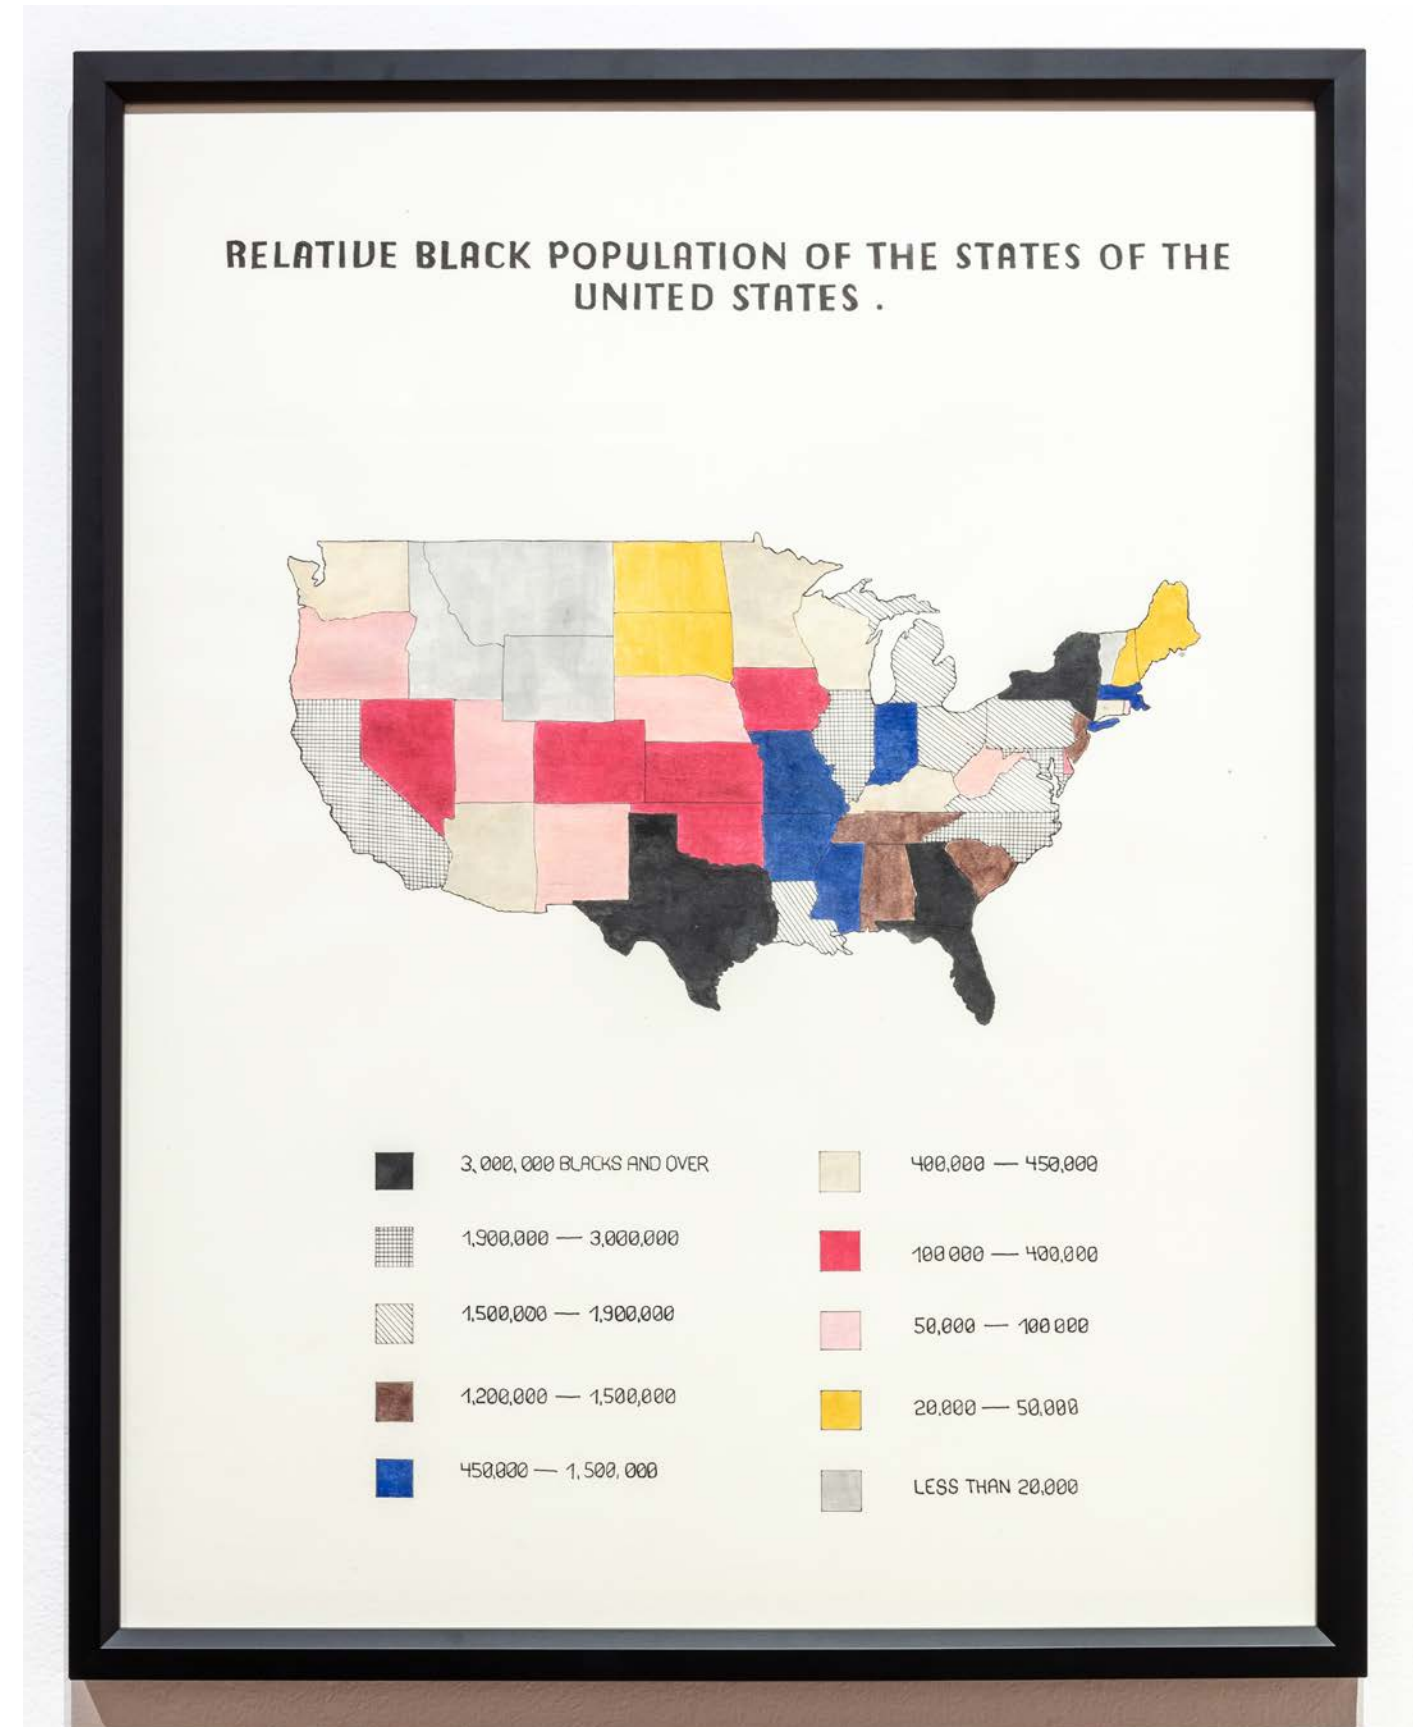 RELATIVE BLACK POPULATION OF THE STATES OF THE
UNITED STATES .
3,000,000 BLACKS AND OVER
1,900,000 — 3,000,000
1,500,000 — 1,900,000
1,200,000 — 1,500,000
450,000 — 1,500,000
400,000 — 450,000
100 000 — 400,000
50,000 — 100 000
20,000 — 50,000
LESS THAN 20,000